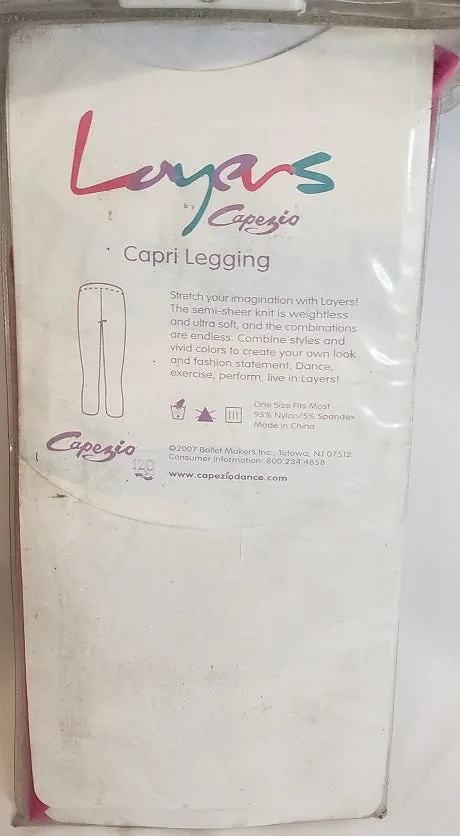 Layers
by Capezio
Capri Legging
Stretch your imagination with Layers!
The semi-sheer knit is weightless
and ultra soft, and the combinations
are endless. Combine styles and
vivid colors to create your own look
and fashion statement. Dance,
exercise, perform, live in Layers!
One Size Fits Most
95% Nylon/5% Spandex
Made in China
Capezio
120
©2007 Ballet Makers Inc., Totowa, NJ 07512
Consumer Information: 800 234 4858
www.capeziodance.com